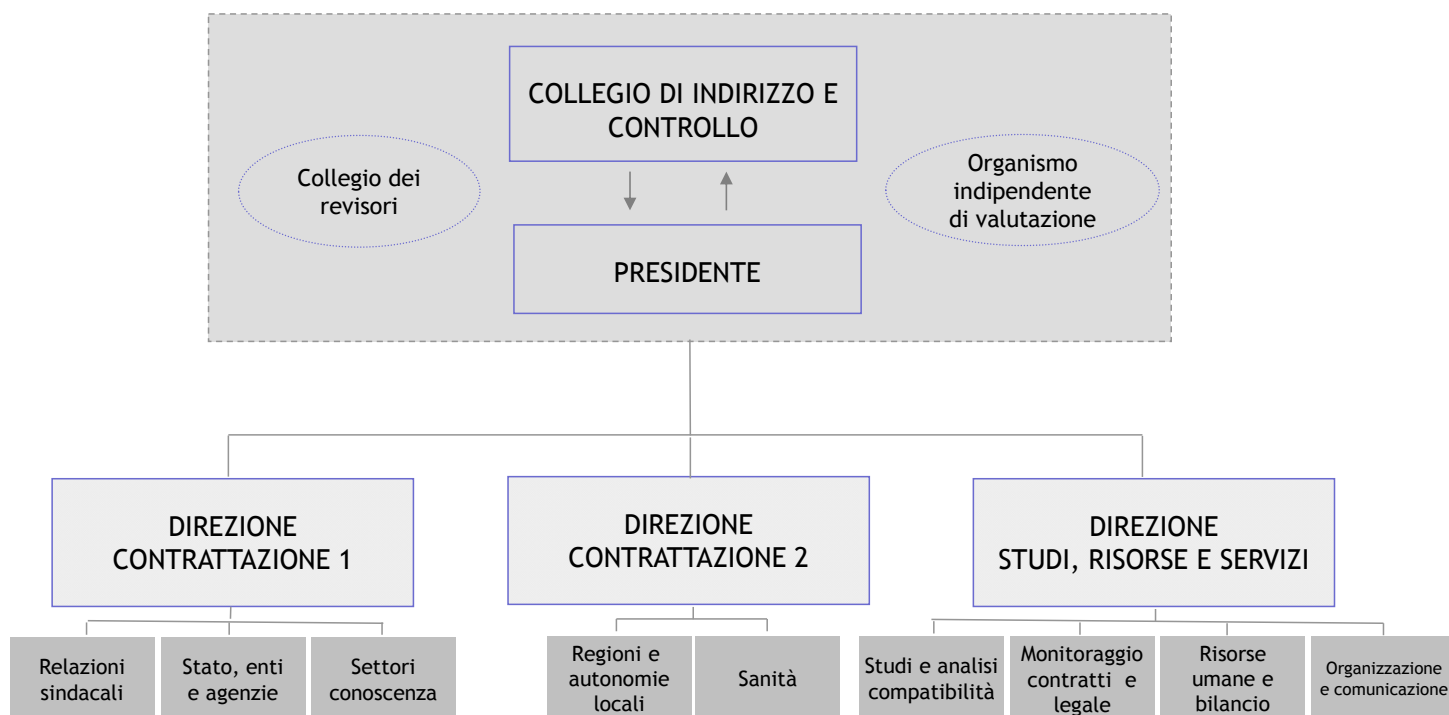 COLLEGIO DI INDIRIZZO E
CONTROLLO
Collegio dei
revisori
Organismo
indipendente
di valutazione
PRESIDENTE
DIREZIONE
CONTRATTAZIONE 1
DIREZIONE
CONTRATTAZIONE 2
DIREZIONE
STUDI, RISORSE E SERVIZI
Relazioni
sindacali
Stato, enti
e agenzie
Settori
conoscenza
Regioni e
autonomie
locali
Sanità
Studi e analisi
compatibilità
Monitoraggio
contratti e
legale
Risorse
umane e
bilancio
Organizzazione
e comunicazione